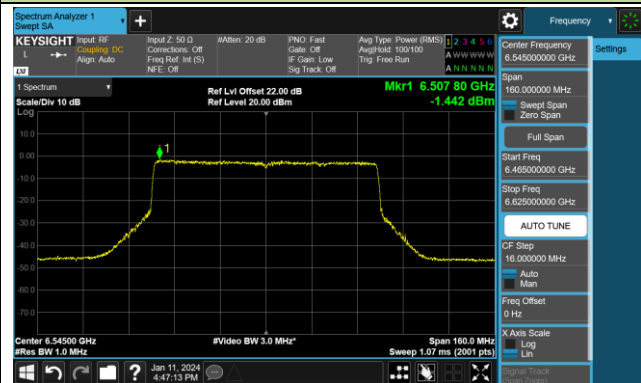 Spectrum Analyzer 1
Swept SA
Frequency
KEYSIGHT
L
LXI
Input: RF
Coupling: DC
Align: Auto
Input Z: 50 Ω
Corrections: Off
Freq Ref: Int (S)
NFE: Off
#Atten: 20 dB
PNO: Fast
Gate: Off
IF Gain: Low
Sig Track: Off
Avg Type: Power (RMS)
Avg|Hold: 100/100
Trig: Free Run
1 2 3 4 5 6
A W W W W W
A N N N N N
1 Spectrum
Scale/Div 10 dB
Log
Ref Lvl Offset 22.00 dB
Ref Level 20.00 dBm
Mkr1 6.507 80 GHz
-1.442 dBm
1
10.0
0.00
-10.0
-20.0
-30.0
-40.0
-50.0
-60.0
-70.0
Center 6.54500 GHz
#Res BW 1.0 MHz
#Video BW 3.0 MHz*
Span 160.0 MHz
Sweep 1.07 ms (2001 pts)
Jan 11, 2024
4:47:13 PM
Center Frequency
6.545000000 GHz
Span
160.000000 MHz
Swept Span
Zero Span
Full Span
Start Freq
6.465000000 GHz
Stop Freq
6.625000000 GHz
AUTO TUNE
CF Step
16.000000 MHz
Auto
Man
Freq Offset
0 Hz
X Axis Scale
Log
Lin
Signal Track
(Span Zoom)
Settings